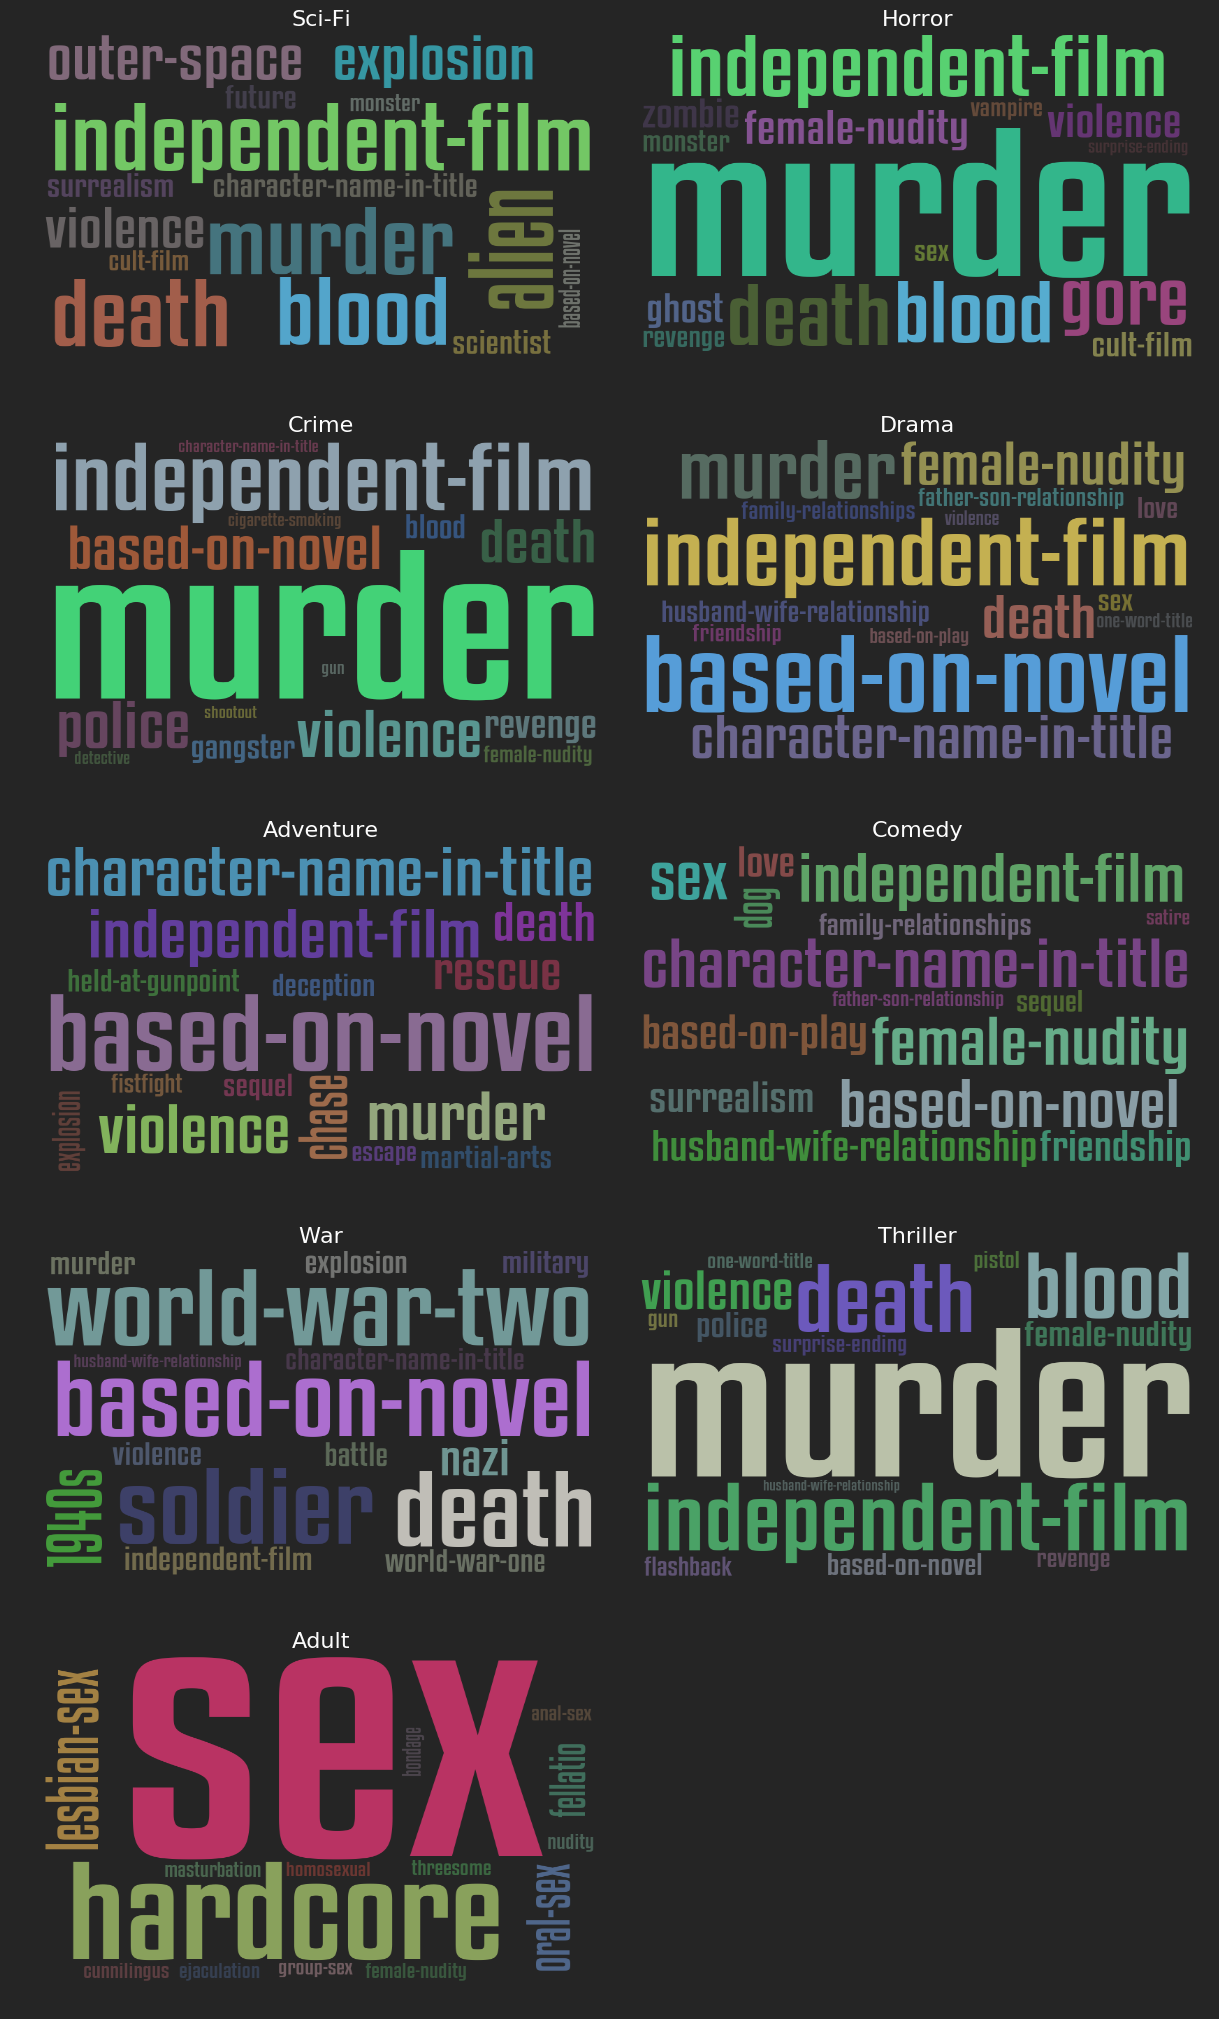 Sci-Fi
outer-space
explosion
future
monster
independent-film
surrealism
character-name-in-title
violence
murder
alien
based-on-novel
cult-film
death
blood
scientist
Horror
independent-film
zombie
female-nudity
vampire
violence
monster
surprise-ending
murder
sex
ghost
death
blood
gore
revenge
cult-film
Crime
character-name-in-title
independent-film
cigarette-smoking
blood
death
based-on-novel
murder
gun
police
shootout
violence
revenge
detective
gangster
female-nudity
Drama
murder
female-nudity
father-son-relationship
family-relationships
violence
love
independent-film
husband-wife-relationship
death
sex
one-word-title
friendship
based-on-play
based-on-novel
character-name-in-title
Adventure
character-name-in-title
independent-film
death
held-at-gunpoint
deception
rescue
based-on-novel
fistfight
sequel
chase
explosion
violence
murder
escape
martial-arts
Comedy
sex
love
independent-film
dog
family-relationships
satire
character-name-in-title
father-son-relationship
sequel
based-on-play
female-nudity
surrealism
based-on-novel
husband-wife-relationship
friendship
War
murder
explosion
military
world-war-two
husband-wife-relationship
character-name-in-title
based-on-novel
violence
battle
nazi
1940s
soldier
death
independent-film
world-war-one
Thriller
one-word-title
pistol
blood
violence
death
gun
police
surprise-ending
female-nudity
murder
husband-wife-relationship
independent-film
flashback
based-on-novel
revenge
Adult
lesbian-sex
sex
bondage
anal-sex
fellatio
nudity
masturbation
homosexual
threesome
hardcore
oral-sex
cunnilingus
ejaculation
group-sex
female-nudity